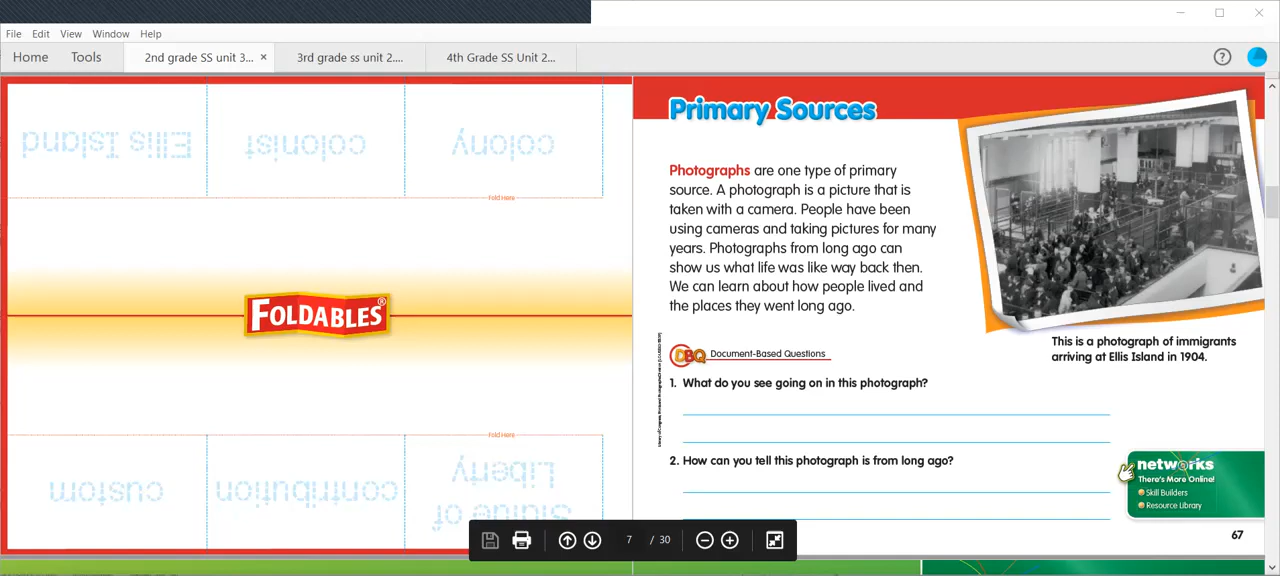 File Edit View Window Help
Home Tools 2nd grade SS unit 3... × 3rd grade ss unit 2.... 4th Grade SS Unit 2...
Ellis Island colonist colony
Fold Here
FOLDABLES®
Fold Here
custom contribution Statue of Liberty
Primary Sources
Photographs are one type of primary
source. A photograph is a picture that is
taken with a camera. People have been
using cameras and taking pictures for many
years. Photographs from long ago can
show us what life was like way back then.
We can learn about how people lived and
the places they went long ago.
This is a photograph of immigrants
arriving at Ellis Island in 1904.
DBQ Document-Based Questions
1. What do you see going on in this photograph?
2. How can you tell this photograph is from long ago?
networks
There's More Online!
Skill Builders
Resource Library
67
7 / 30